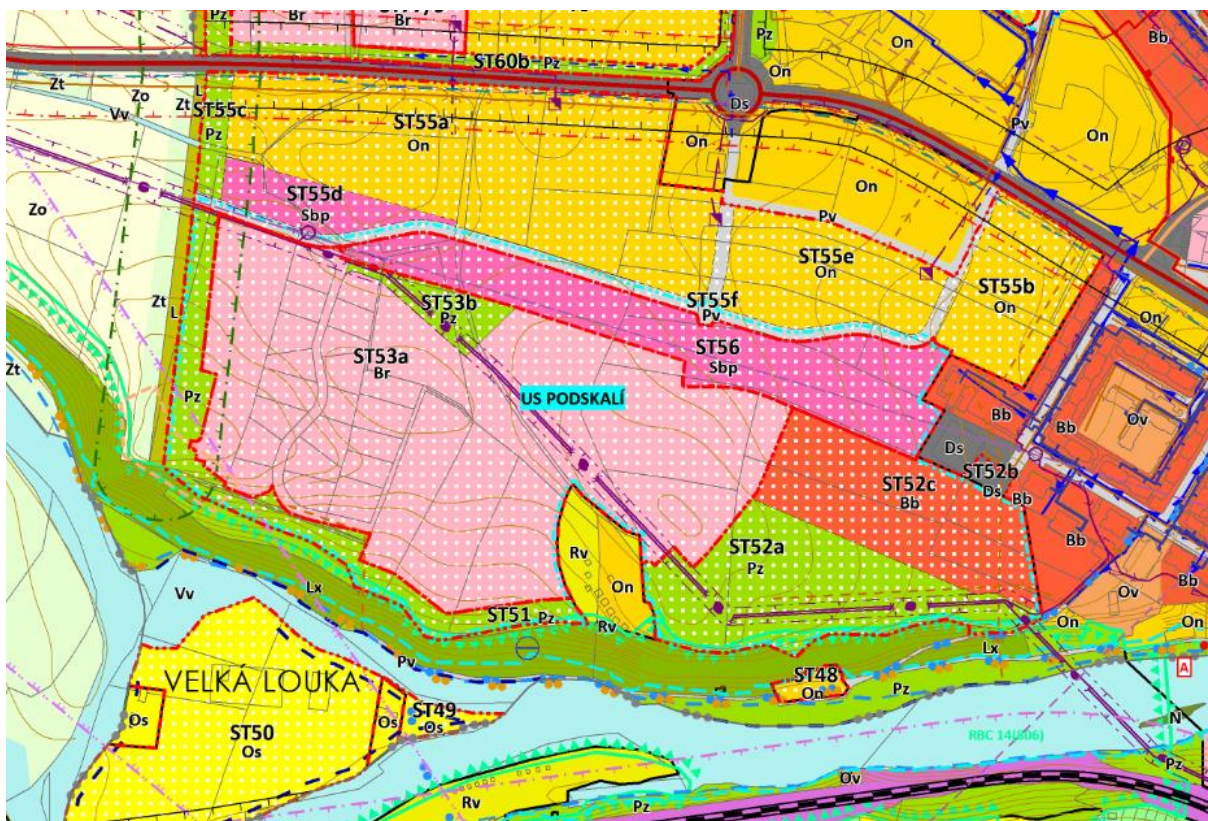 Pz
Br
Br
Pz
On
Bb
ST60b
Pz
On
Zt
Zo
Zt
L
ST55c
Vv
Pz
ST55a
On
Ds
On
Pv
On
On
ST55d
Sbp
Zo
Pv
ST55e
On
ST55b
On
Zt
L
ST53b
Pz
ST55f
Pv
On
ST53a
Br
ST56
Sbp
Zt
Pz
US PODSKALÍ
Bb
Bb
Ov
Ds
ST52b
Ds
Bb
ST52c
Bb
Rv
On
ST52a
Pz
Bb
Bb
Vv
Lx
ST51
Pz
Rv
Ov
On
On
Lx
Pv
VELKÁ LOUKA
ST48
On
Pz
A
Os
ST50
Os
Os
ST49
Os
N
RBC 14(S06)
Rv
Pz
Ov
Pz